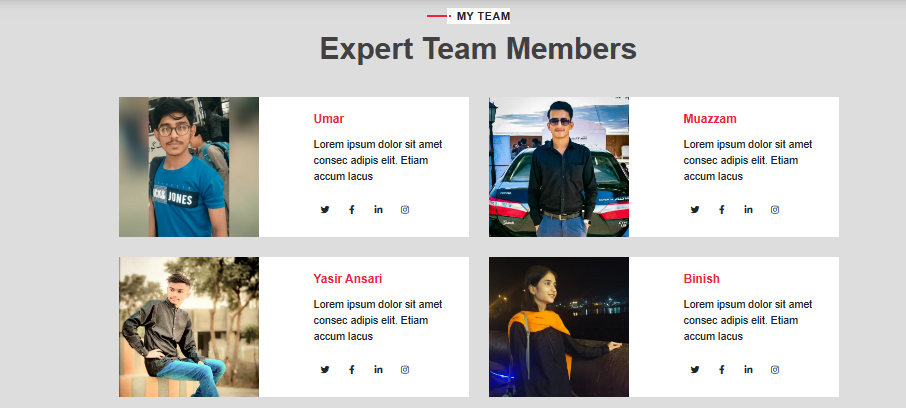 MY TEAM
Expert Team Members
Umar
Lorem ipsum dolor sit amet
consec adipis elit. Etiam
accum lacus
JACK& JONES
Muazzam
Lorem ipsum dolor sit amet
consec adipis elit. Etiam
accum lacus
Yasir Ansari
Lorem ipsum dolor sit amet
consec adipis elit. Etiam
accum lacus
Binish
Lorem ipsum dolor sit amet
consec adipis elit. Etiam
accum lacus